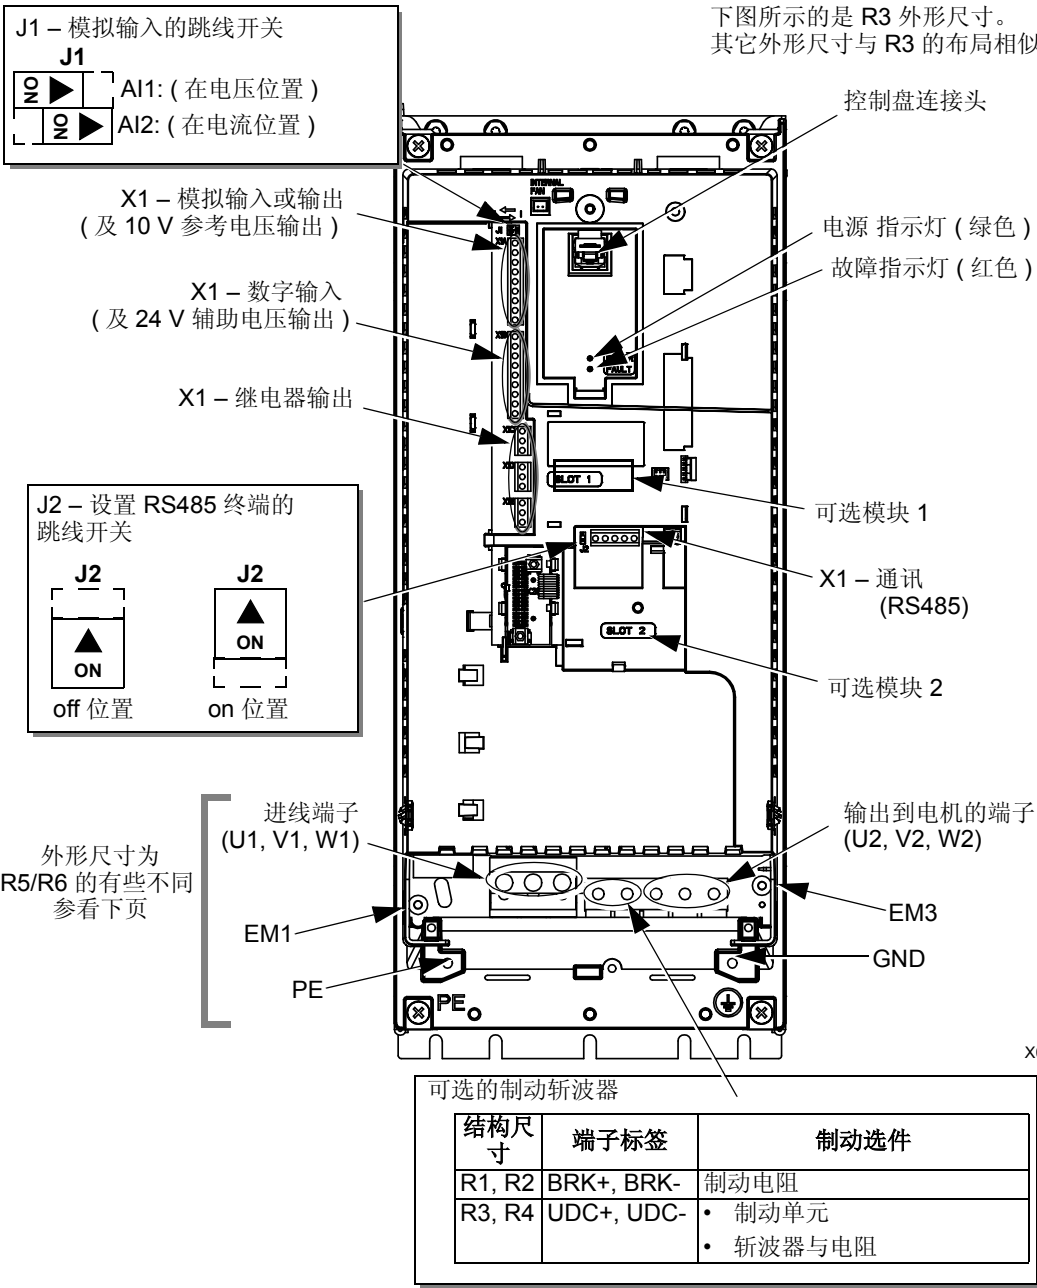 下图所示的是 R3 外形尺寸。
其它外形尺寸与 R3 的布局相似
J1 – 模拟输入的跳线开关
J1
ON
AI1: ( 在电压位置 )
ON
AI2: ( 在电流位置 )
控制盘连接头
X1 – 模拟输入或输出
( 及 10 V 参考电压输出 )
INTERNAL
FAN
J1
电源 指示灯 ( 绿色 )
故障指示灯 ( 红色 )
X1 – 数字输入
( 及 24 V 辅助电压输出 )
FAULT
X1 – 继电器输出
SLOT 1
可选模块 1
J2 – 设置 RS485 终端的
跳线开关
J2
J2
ON
ON
off 位置
on 位置
X1 – 通讯
(RS485)
SLOT 2
可选模块 2
进线端子
(U1, V1, W1)
输出到电机的端子
(U2, V2, W2)
外形尺寸为
R5/R6 的有些不同
参看下页
EM1
EM3
PE
GND
PE
可选的制动斩波器
结构尺
寸
端子标签
制动选件
R1, R2
BRK+, BRK-
制动电阻
R3, R4
UDC+, UDC-
• 制动单元
• 斩波器与电阻